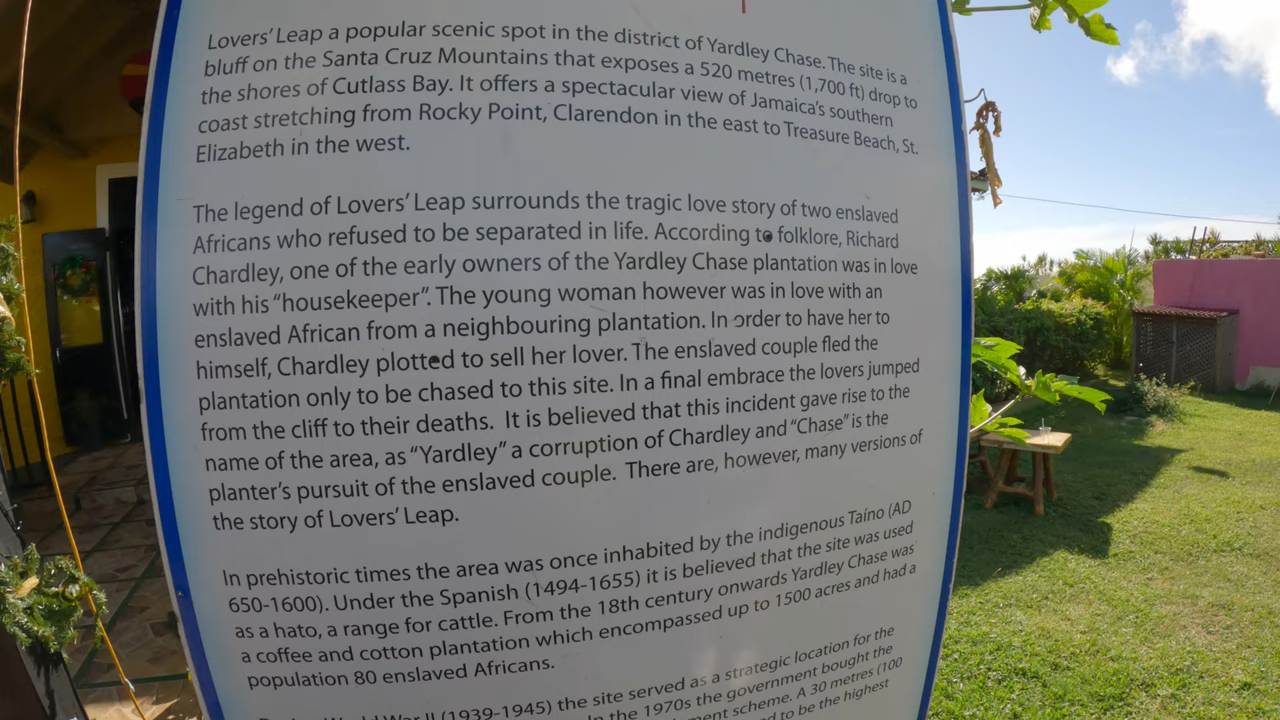 Lovers' Leap a popular scenic spot in the district of Yardley Chase. The site is a
bluff on the Santa Cruz Mountains that exposes a 520 metres (1,700 ft) drop to
the shores of Cutlass Bay. It offers a spectacular view of Jamaica's southern
coast stretching from Rocky Point, Clarendon in the east to Treasure Beach, St.
Elizabeth in the west.
The legend of Lovers' Leap surrounds the tragic love story of two enslaved
Africans who refused to be separated in life. According to folklore, Richard
Chardley, one of the early owners of the Yardley Chase plantation was in love
with his "housekeeper". The young woman however was in love with an
enslaved African from a neighbouring plantation. In order to have her to
himself, Chardley plotted to sell her lover. The enslaved couple fled the
plantation only to be chased to this site. In a final embrace the lovers jumped
from the cliff to their deaths. It is believed that this incident gave rise to the
name of the area, as "Yardley" a corruption of Chardley and "Chase" is the
planter's pursuit of the enslaved couple. There are, however, many versions of
the story of Lovers' Leap.
In prehistoric times the area was once inhabited by the indigenous Taíno (AD
650-1600). Under the Spanish (1494-1655) it is believed that the site was used
as a hato, a range for cattle. From the 18th century onwards Yardley Chase was
a coffee and cotton plantation which encompassed up to 1500 acres and had a
population 80 enslaved Africans.
World War II (1939-1945) the site served as a strategic location for the
In the 1970s the government bought the
scheme. A 30 metres (100
to be the highest